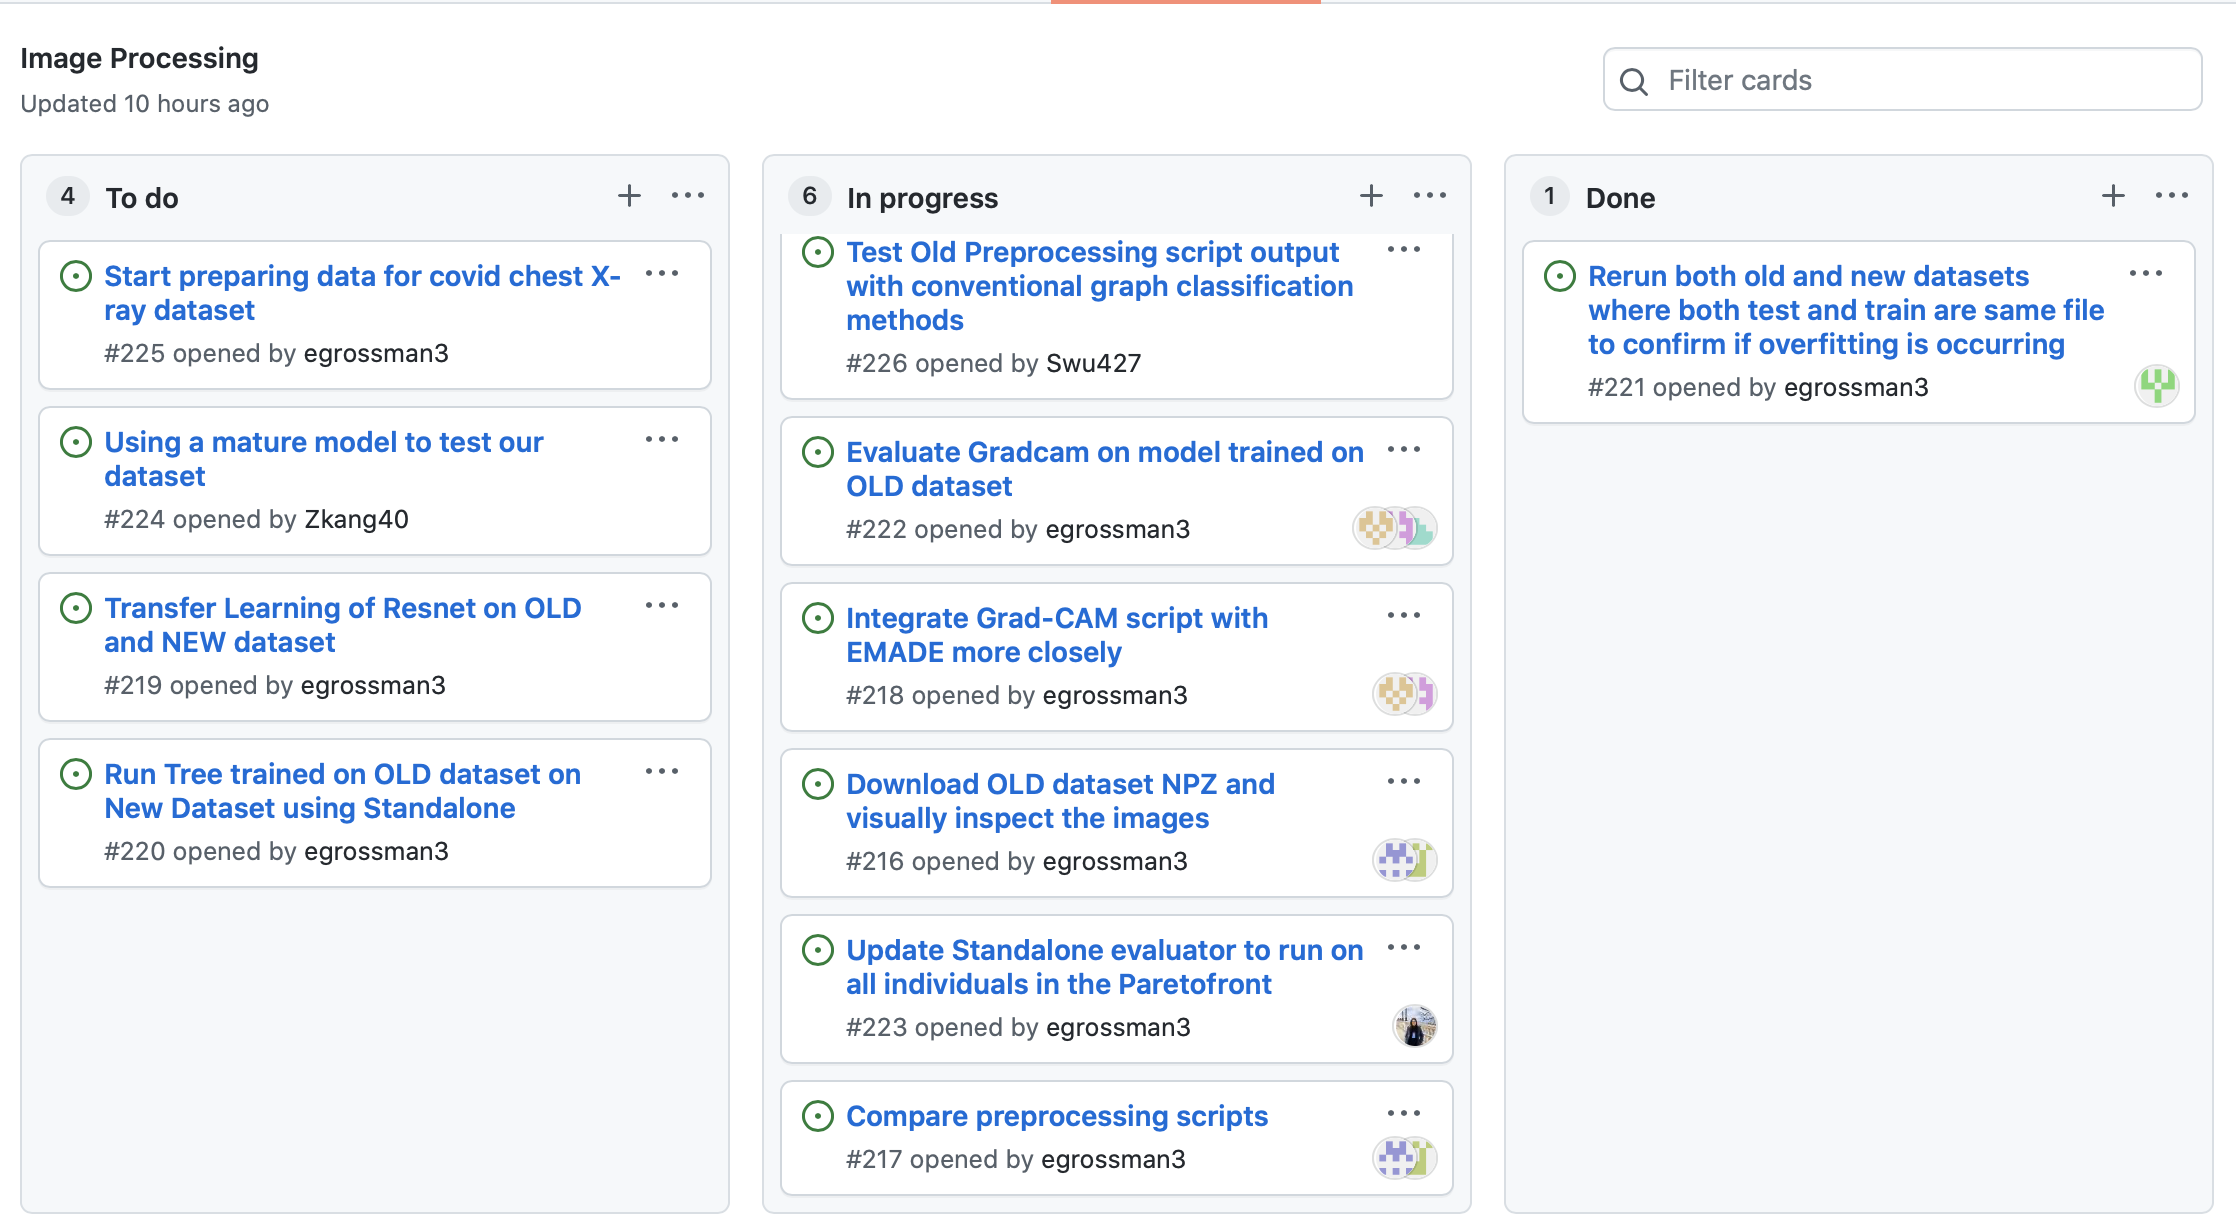 Image Processing
Updated 10 hours ago
Filter cards
4 To do
Start preparing data for covid chest X-
ray dataset
#225 opened by egrossman3
Using a mature model to test our
dataset
#224 opened by Zkang40
Transfer Learning of Resnet on OLD
and NEW dataset
#219 opened by egrossman3
Run Tree trained on OLD dataset on
New Dataset using Standalone
#220 opened by egrossman3
6 In progress
Test Old Preprocessing script output
with conventional graph classification
methods
#226 opened by Swu427
Evaluate Gradcam on model trained on
OLD dataset
#222 opened by egrossman3
Integrate Grad-CAM script with
EMADE more closely
#218 opened by egrossman3
Download OLD dataset NPZ and
visually inspect the images
#216 opened by egrossman3
Update Standalone evaluator to run on
all individuals in the Paretofront
#223 opened by egrossman3
Compare preprocessing scripts
#217 opened by egrossman3
1 Done
Rerun both old and new datasets
where both test and train are same file
to confirm if overfitting is occurring
#221 opened by egrossman3